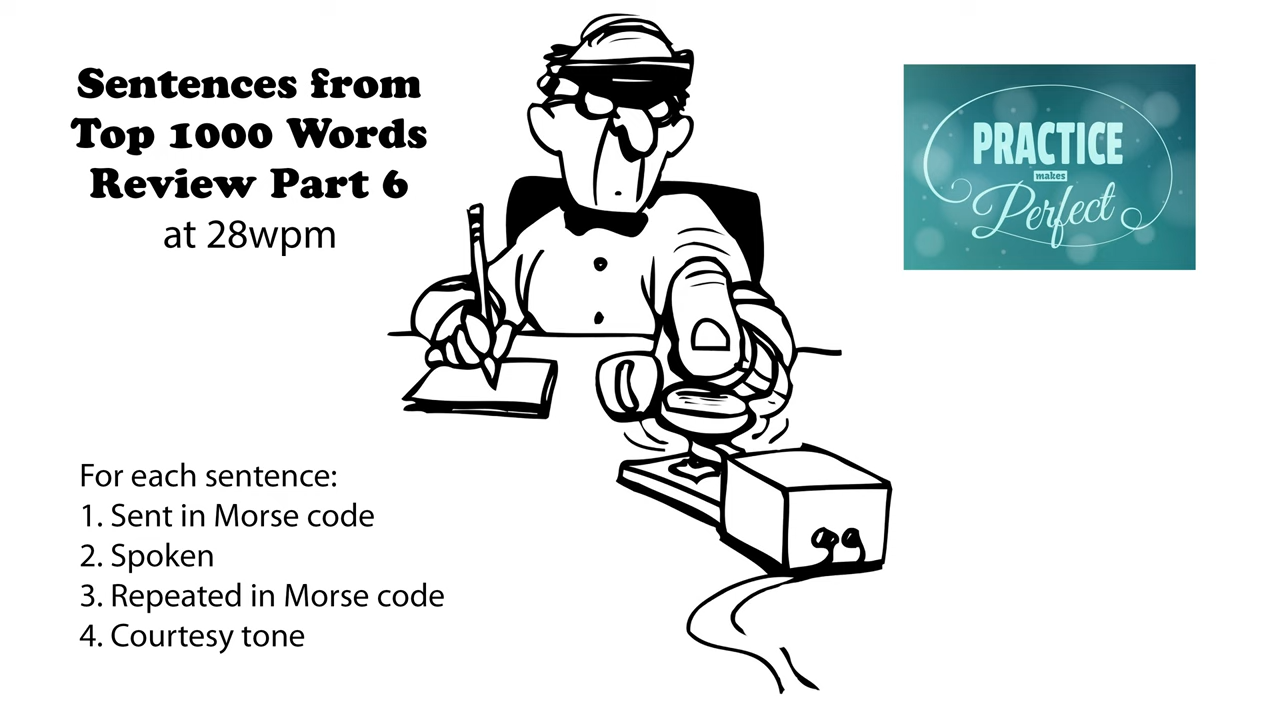 Sentences from
Top 1000 Words
Review Part 6
at 28wpm
PRACTICE
makes
Perfect
For each sentence:
1. Sent in Morse code
2. Spoken
3. Repeated in Morse code
4. Courtesy tone